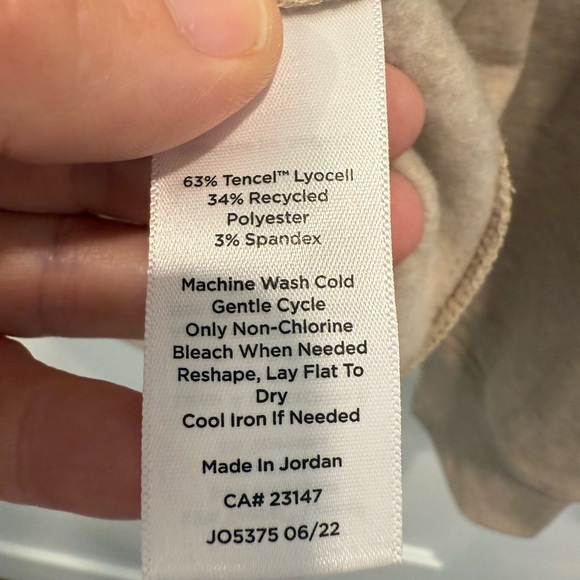 63% Tencel™ Lyocell
34% Recycled
Polyester
3% Spandex
Machine Wash Cold
Gentle Cycle
Only Non-Chlorine
Bleach When Needed
Reshape, Lay Flat To
Dry
Cool Iron If Needed
Made In Jordan
CA# 23147
JO5375 06/22